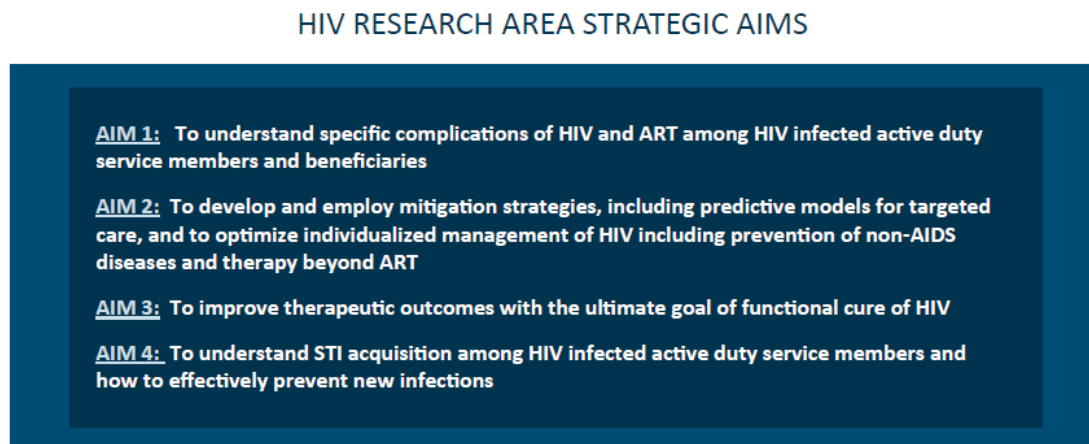 HIV RESEARCH AREA STRATEGIC AIMS
AIM 1: To understand specific complications of HIV and ART among HIV infected active duty
service members and beneficiaries
AIM 2: To develop and employ mitigation strategies, including predictive models for targeted
care, and to optimize individualized management of HIV including prevention of non-AIDS
diseases and therapy beyond ART
AIM 3: To improve therapeutic outcomes with the ultimate goal of functional cure of HIV
AIM 4: To understand STI acquisition among HIV infected active duty service members and
how to effectively prevent new infections